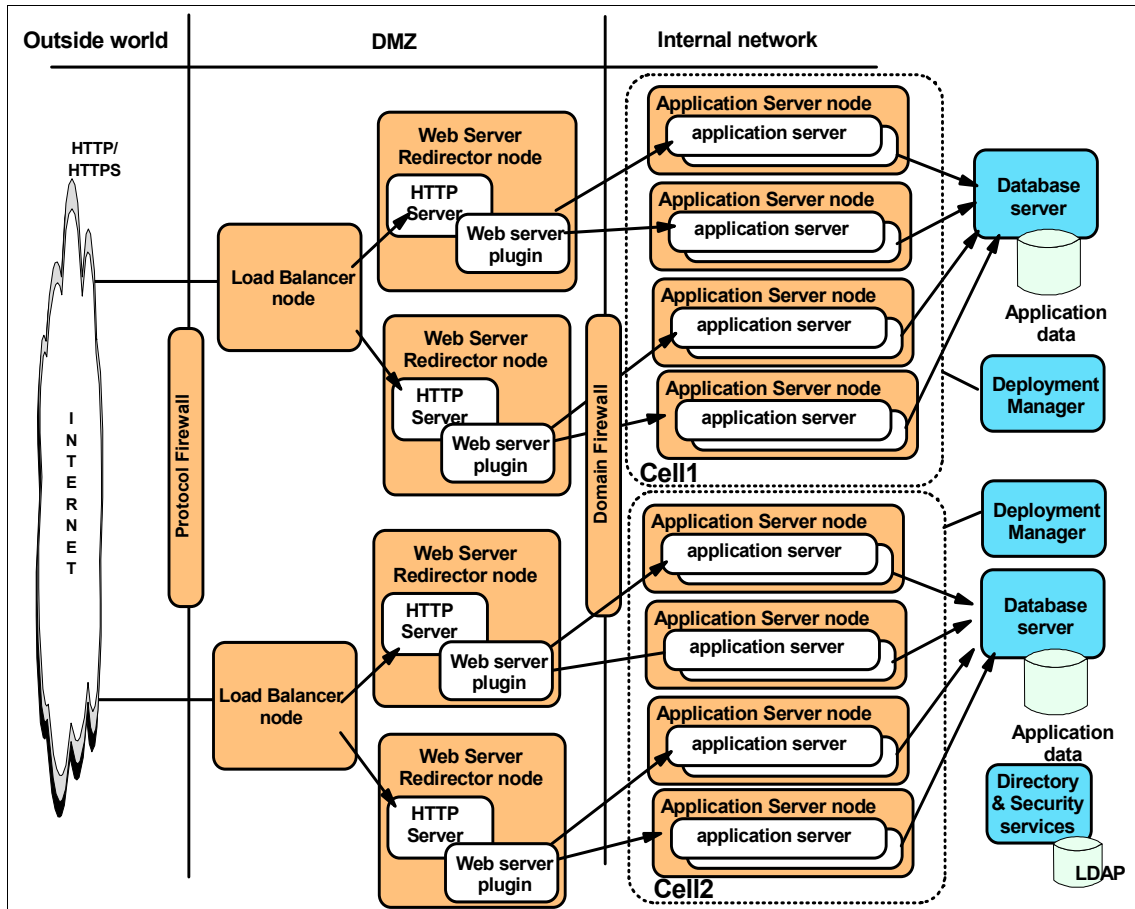 Outside world
DMZ
Internal network
HTTP/
HTTPS
I
N
T
E
R
N
E
T
Protocol Firewall
Load Balancer
node
Web Server
Redirector node
HTTP
Server
Web server
plugin
Web Server
Redirector node
HTTP
Server
Web server
plugin
Domain Firewall
Application Server node
application server
Application Server node
application server
Application Server node
application server
Application Server node
application server
Cell1
Database
server
Application
data
Deployment
Manager
Load Balancer
node
Web Server
Redirector node
HTTP
Server
Web server
plugin
Web Server
Redirector node
HTTP
Server
Web server
plugin
Application Server node
application server
Application Server node
application server
Application Server node
application server
Application Server node
application server
Cell2
Deployment
Manager
Database
server
Application
data
Directory
& Security
services
LDAP